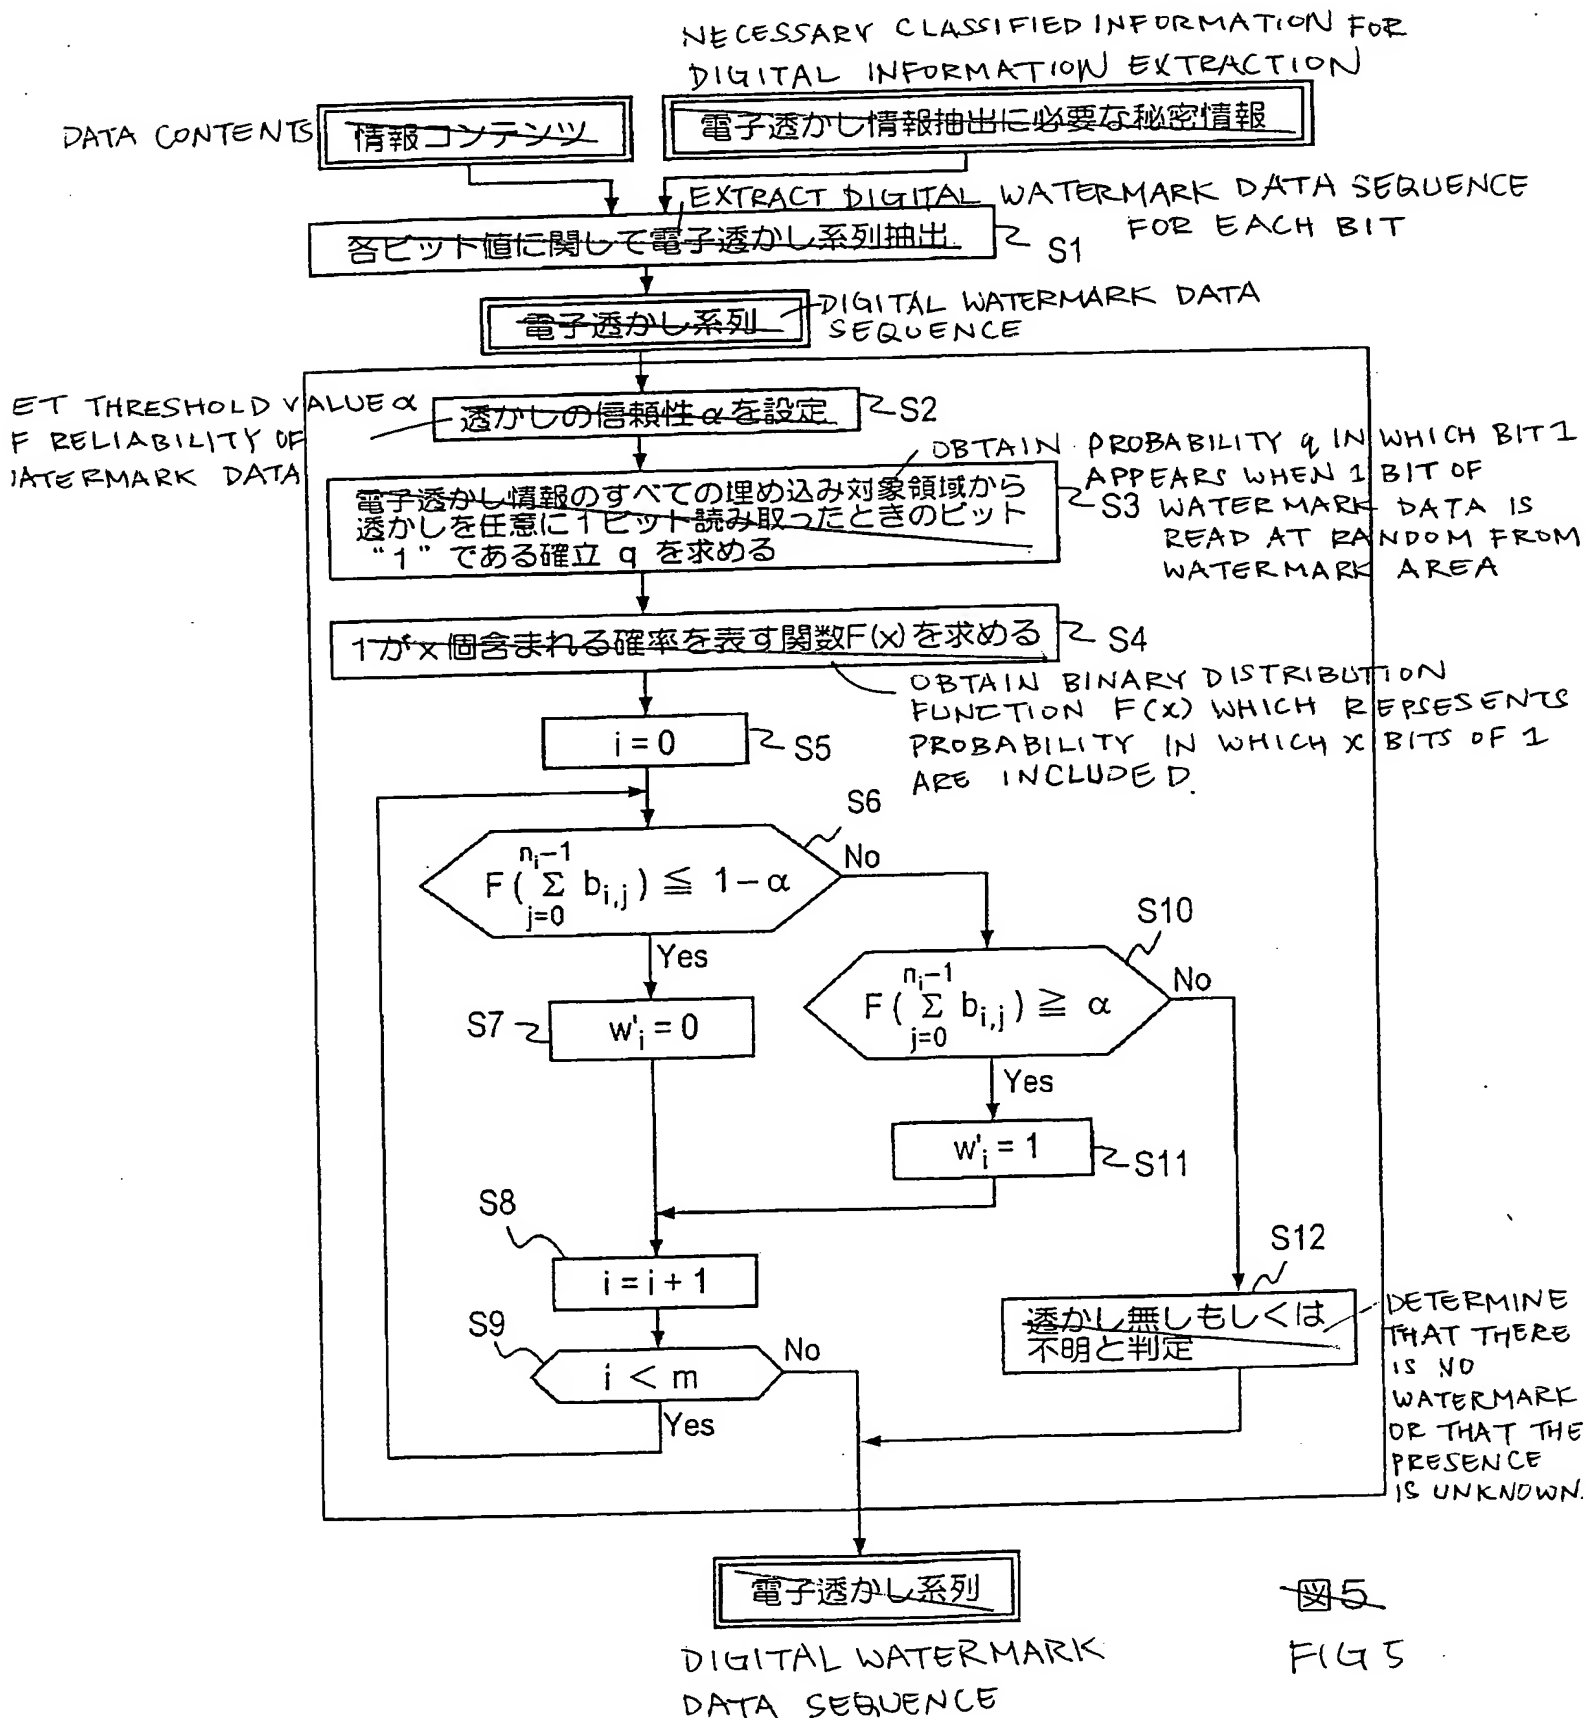 NECESSARY CLASSIFIED INFORMATION FOR
DIGITAL INFORMATION EXTRACTION
DATA CONTENTS
情報コンテンツ
電子透かし情報抽出に必要な秘密情報
EXTRACT DIGITAL WATERMARK DATA SEQUENCE
FOR EACH BIT
各ビット値に関して電子透かし系列抽出
S1
電子透かし系列
DIGITAL WATERMARK DATA
SEQUENCE
ET THRESHOLD VALUE α
F RELIABILITY OF
ATERMARK DATA
透かしの信頼性αを設定
S2
OBTAIN PROBABILITY q IN WHICH BIT 1
APPEARS WHEN 1 BIT OF
WATERMARK DATA IS
READ AT RANDOM FROM
WATERMARK AREA
電子透かし情報のすべての埋め込み対象領域から
透かしを任意に1ビット読み取ったときのビット
“1”である確立 q を求める
S3
1がx個含まれる確率を表す関数F(x)を求める
S4
OBTAIN BINARY DISTRIBUTION
FUNCTION F(X) WHICH REPSESENTS
PROBABILITY IN WHICH X BITS OF 1
ARE INCLUDED.
i = 0
S5
S6
F( Σ_{j=0}^{n_i-1} b_{i,j} ) ≦ 1-α
No
Yes
S10
F( Σ_{j=0}^{n_i-1} b_{i,j} ) ≧ α
No
Yes
S7
w'_i = 0
w'_i = 1
S11
S8
i = i + 1
S12
透かし無しもしくは
不明と判定
DETERMINE
THAT THERE
IS NO
WATERMARK
OR THAT THE
PRESENCE
IS UNKNOWN.
S9
i < m
No
Yes
電子透かし系列
DIGITAL WATERMARK
DATA SEQUENCE
図5
FIG 5